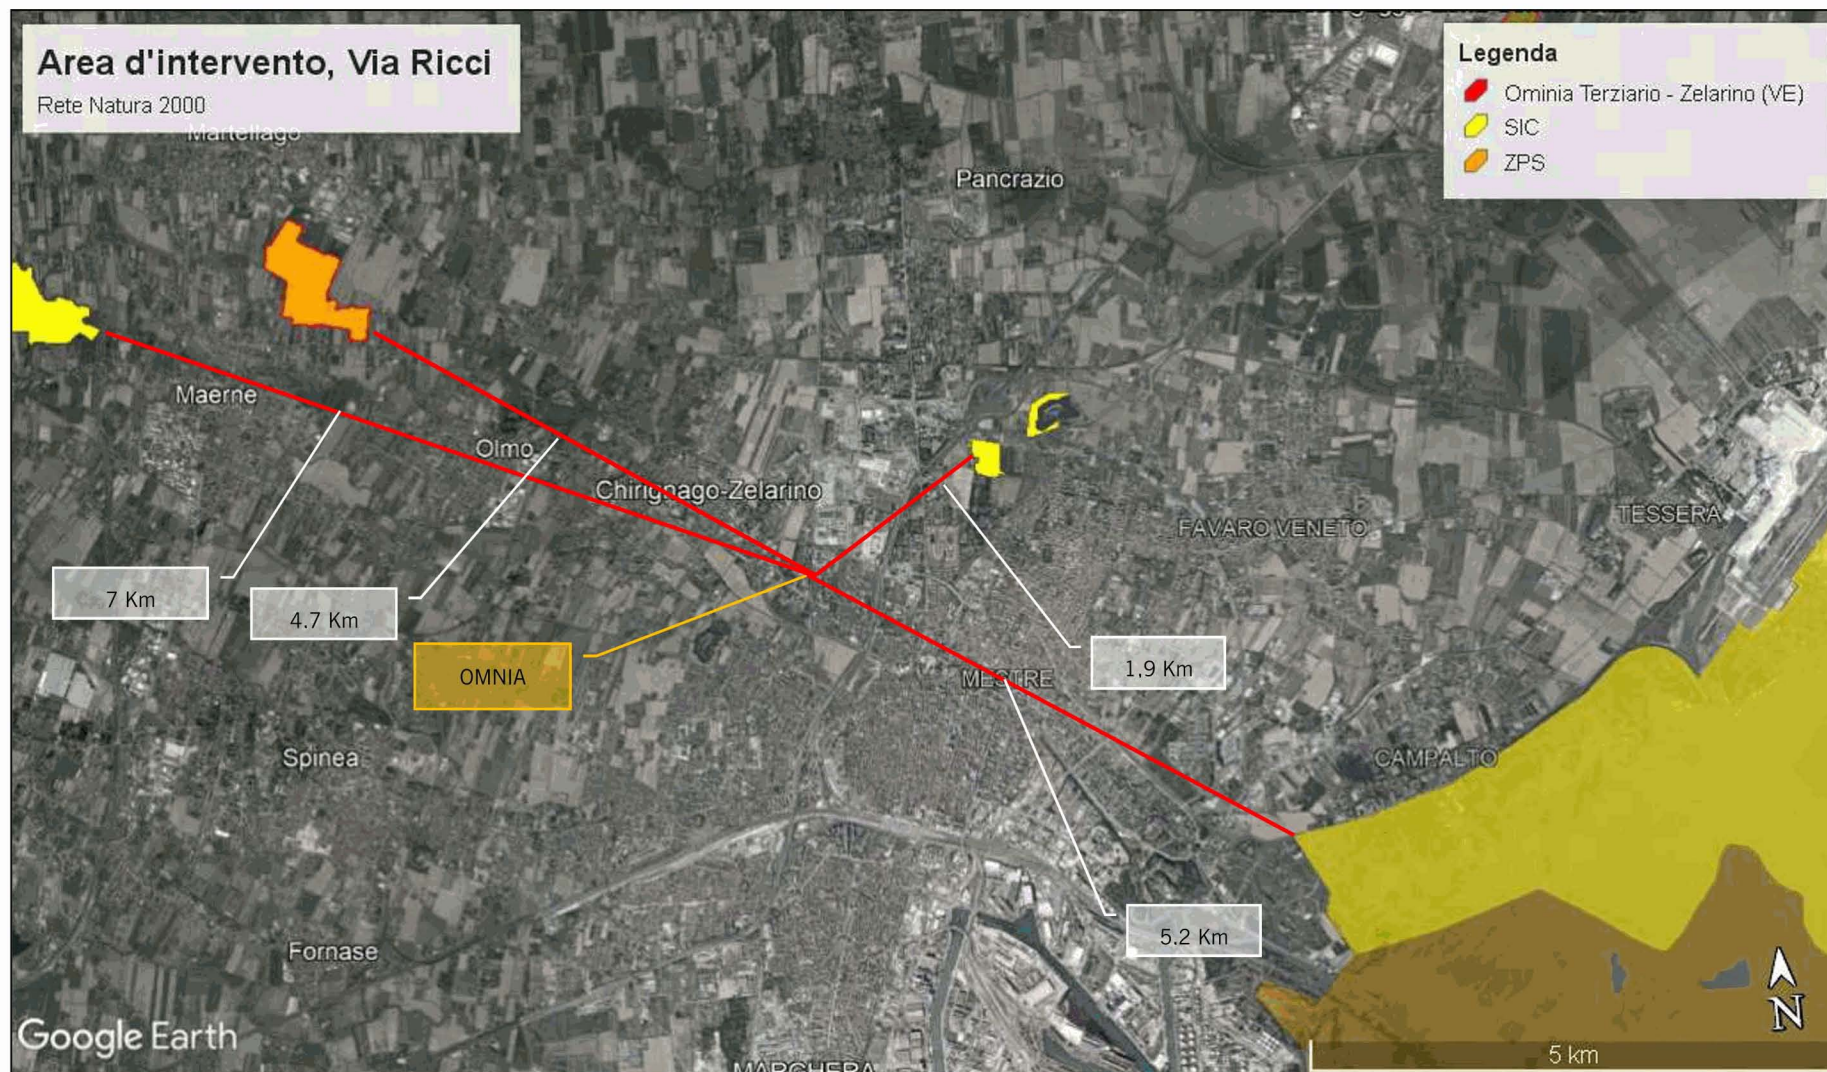 Area d'intervento, Via Ricci
Rete Natura 2000
Legenda
Ominia Terziario - Zelarino (VE)
SIC
ZPS
Martellago
Pancrazio
Maerne
Olmo
Chirignago-Zelarino
FAVARO VENETO
TESSERA
7 Km
4.7 Km
OMNIA
1,9 Km
MESTRE
Spinea
CAMPALTO
5.2 Km
Fornase
N
Google Earth
5 km
MARGHERA